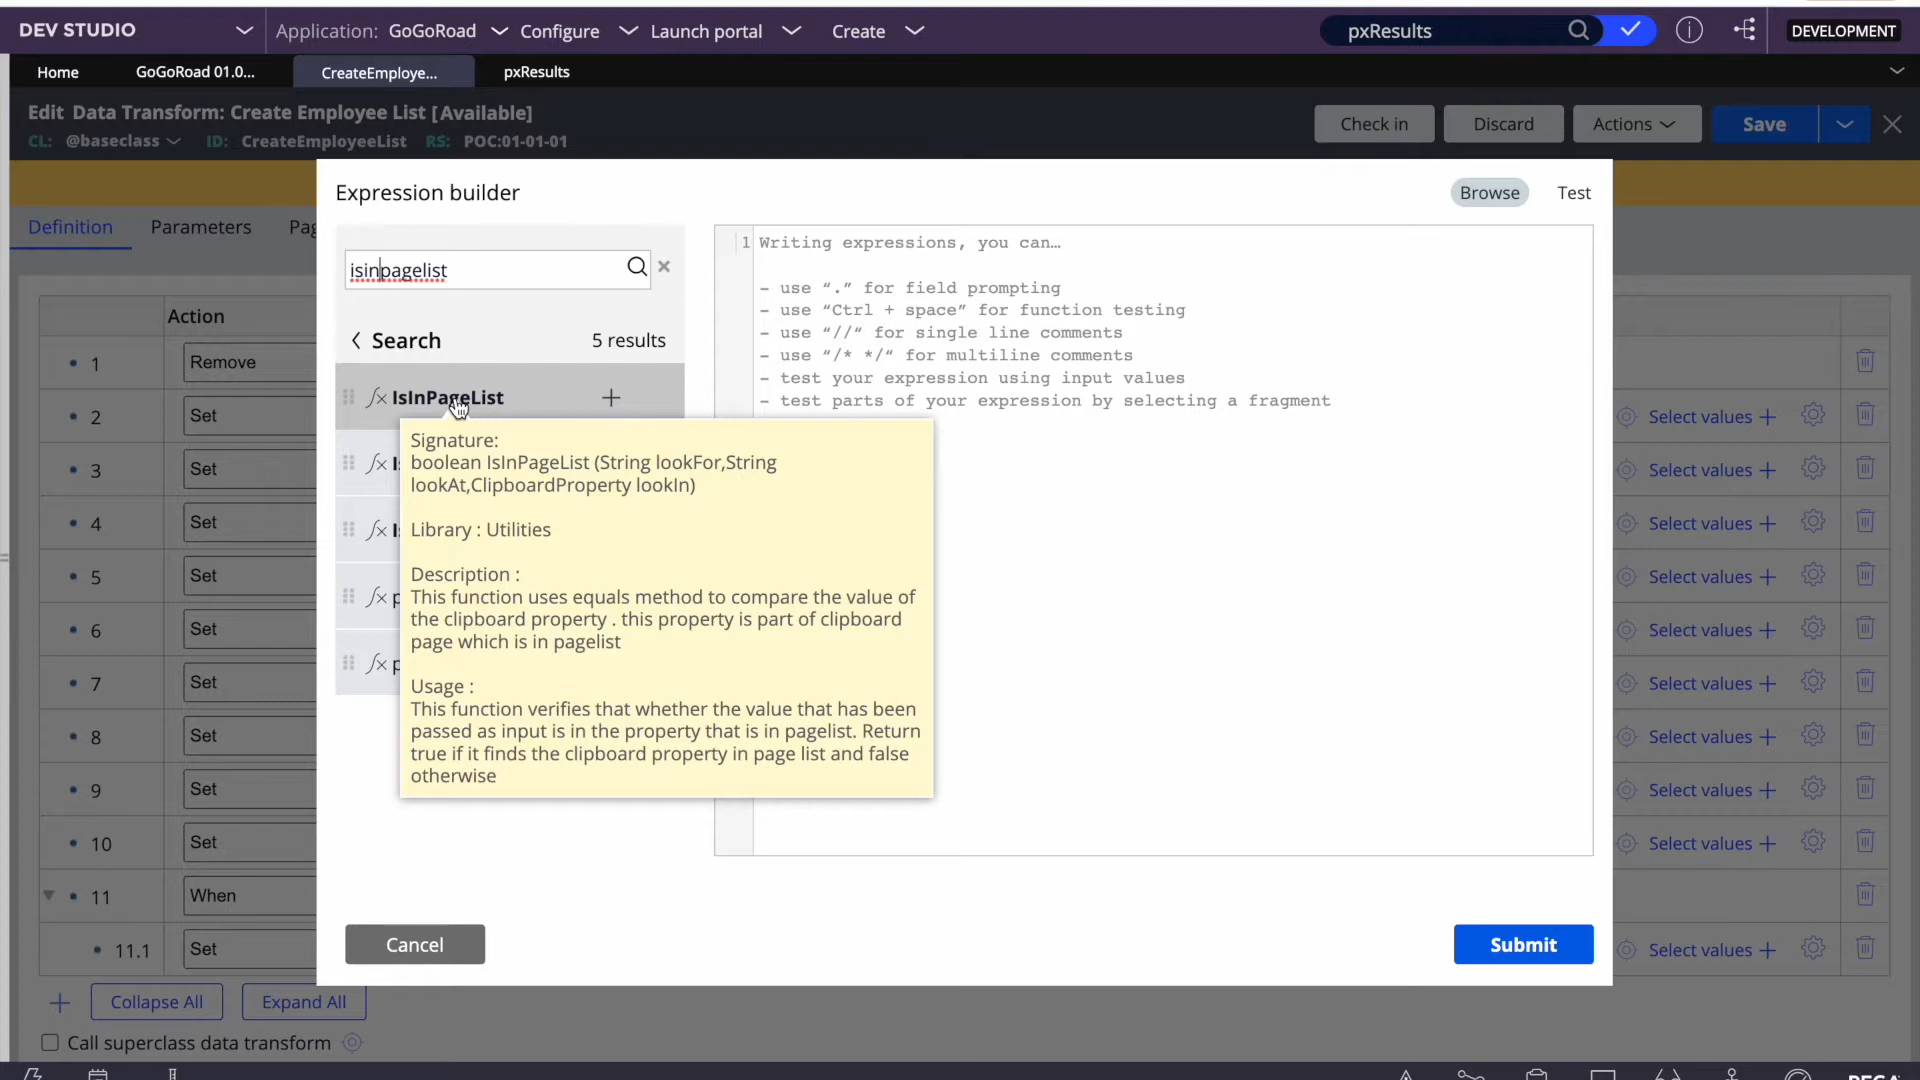 DEV STUDIO
Application: GoGoRoad
Configure
Launch portal
Create
pxResults
DEVELOPMENT
Home
GoGoRoad 01.0...
CreateEmploye...
pxResults
Edit Data Transform: Create Employee List [Available]
CL: @baseclass ID: CreateEmployeeList RS: POC:01-01-01
Check in
Discard
Actions
Save
Definition
Parameters
Pag
Expression builder
Browse
Test
isinpagelist
Search
5 results
fx IsInPageList
fx I
fx I
fx p
fx p
Signature:
boolean IsInPageList (String lookFor,String
lookAt,ClipboardProperty lookIn)
Library : Utilities
Description :
This function uses equals method to compare the value of
the clipboard property . this property is part of clipboard
page which is in pagelist
Usage :
This function verifies that whether the value that has been
passed as input is in the property that is in pagelist. Return
true if it finds the clipboard property in page list and false
otherwise
1 Writing expressions, you can…
- use “.” for field prompting
- use “Ctrl + space” for function testing
- use “//“ for single line comments
- use “/* */“ for multiline comments
- test your expression using input values
- test parts of your expression by selecting a fragment
Cancel
Submit
Action
1 Remove
2 Set Select values
3 Set Select values
4 Set Select values
5 Set Select values
6 Set Select values
7 Set Select values
8 Set Select values
9 Set Select values
10 Set Select values
11 When
11.1 Set Select values
Collapse All
Expand All
Call superclass data transform